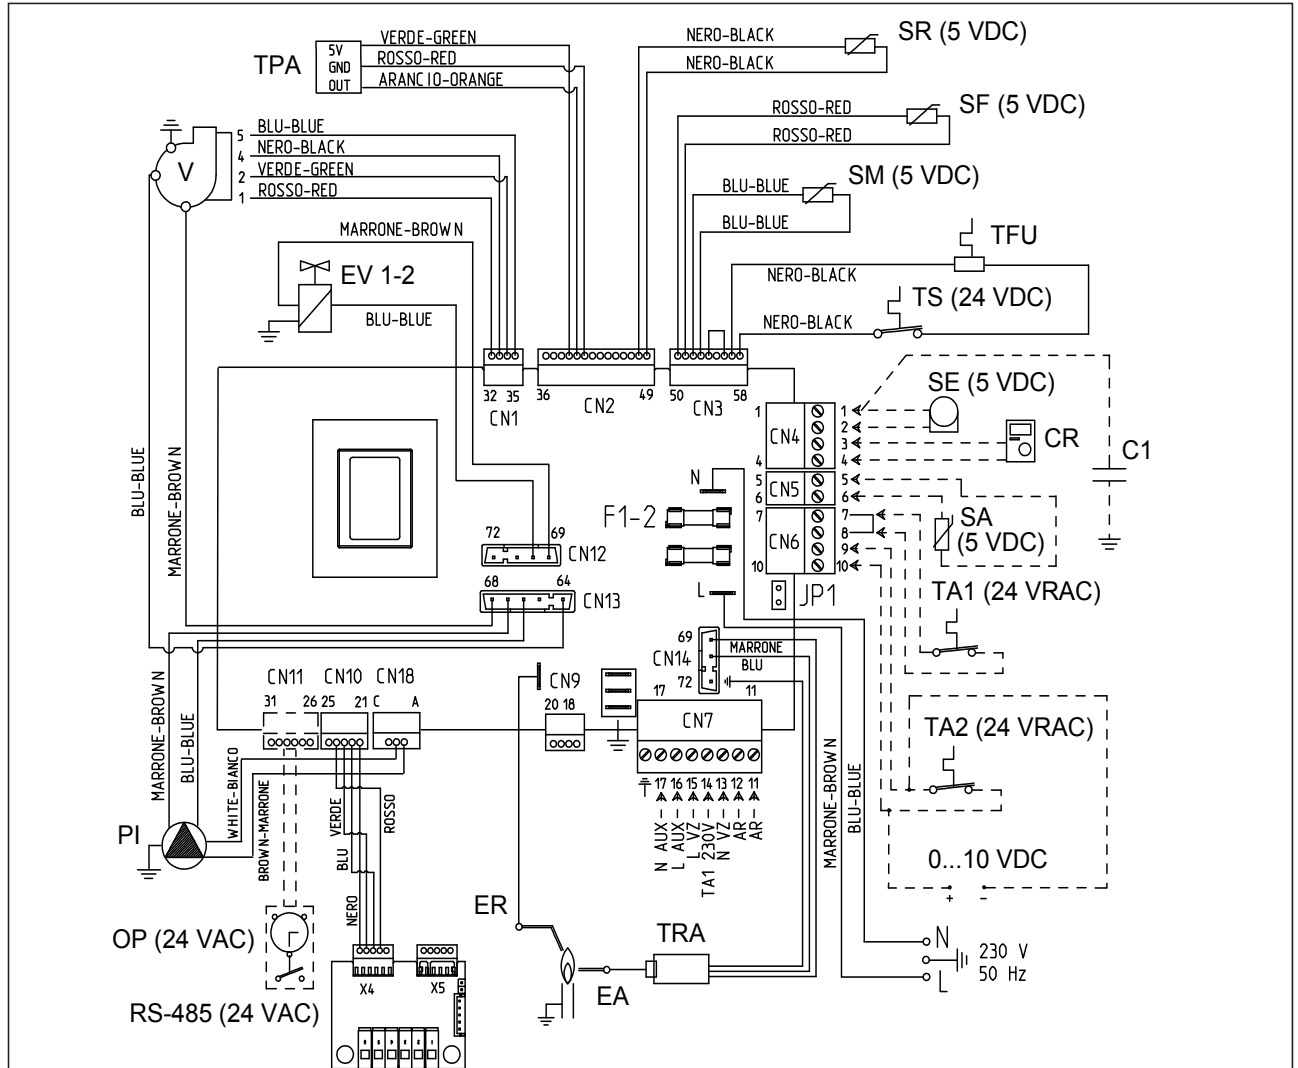 VERDE-GREEN
5V
ROSSO-RED
TPA
GND
OUT
ARANCIO-ORANGE
NERO-BLACK
SR (5 VDC)
NERO-BLACK
ROSSO-RED
SF (5 VDC)
ROSSO-RED
5
BLU-BLUE
4
NERO-BLACK
V
2
VERDE-GREEN
1
ROSSO-RED
BLU-BLUE
SM (5 VDC)
BLU-BLUE
MARRONE-BROWN
EV 1-2
BLU-BLUE
TFU
NERO-BLACK
TS (24 VDC)
NERO-BLACK
32 35
CN1
36 49
CN2
50 58
CN3
1
4
CN4
1
2
3
4
SE (5 VDC)
CR
C1
5
6
CN5
5
6
SA
(5 VDC)
7
10
CN6
7
8
9
10
N
F1-2
L
JP1
TA1 (24 VRAC)
BLU-BLUE
MARRONE-BROWN
72 69
CN12
68 64
CN13
69
MARRONE
CN14
BLU
72
CN11
31 26
CN10
25 21
CN18
C A
CN9
20 18
17 11
CN7
17 16 15 14 13 12 11
N AUX
L AUX
L VZ
TA1 230V
N VZ
AR
AR
TA2 (24 VRAC)
0...10 VDC
+ -
MARRONE-BROWN
BLU-BLUE
MARRONE-BROWN
BLU-BLUE
WHITE-BIANCO
BROWN-MARRONE
VERDE
BLU
NERO
ROSSO
PI
OP (24 VAC)
RS-485 (24 VAC)
X4
X5
ER
EA
TRA
N
230 V
50 Hz
L